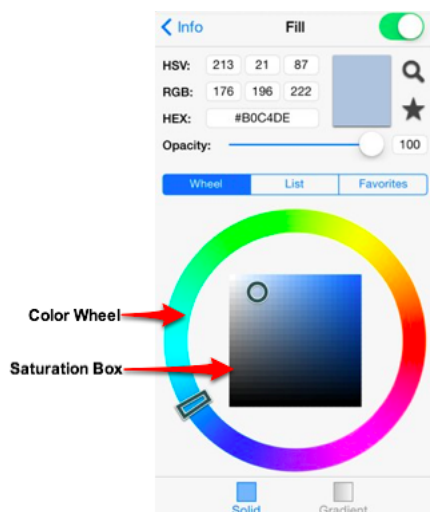 Info Fill
HSV: 213 21 87
RGB: 176 196 222
HEX: #B0C4DE
Opacity: 100
Wheel List Favorites
Color Wheel
Saturation Box
Solid Gradient